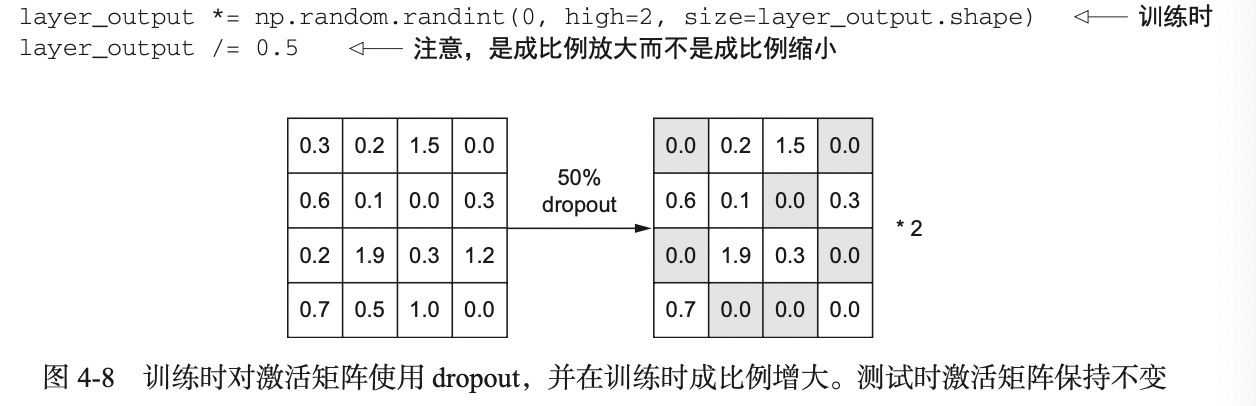 layer_output *= np.random.randint(0, high=2, size=layer_output.shape) 训练时
layer_output /= 0.5 注意，是成比例放大而不是成比例缩小
0.3 0.2 1.5 0.0
0.6 0.1 0.0 0.3
0.2 1.9 0.3 1.2
0.7 0.5 1.0 0.0
50%
dropout
0.0 0.2 1.5 0.0
0.6 0.1 0.0 0.3
0.0 1.9 0.3 0.0
0.7 0.0 0.0 0.0
* 2
图 4-8 训练时对激活矩阵使用 dropout，并在训练时成比例增大。测试时激活矩阵保持不变